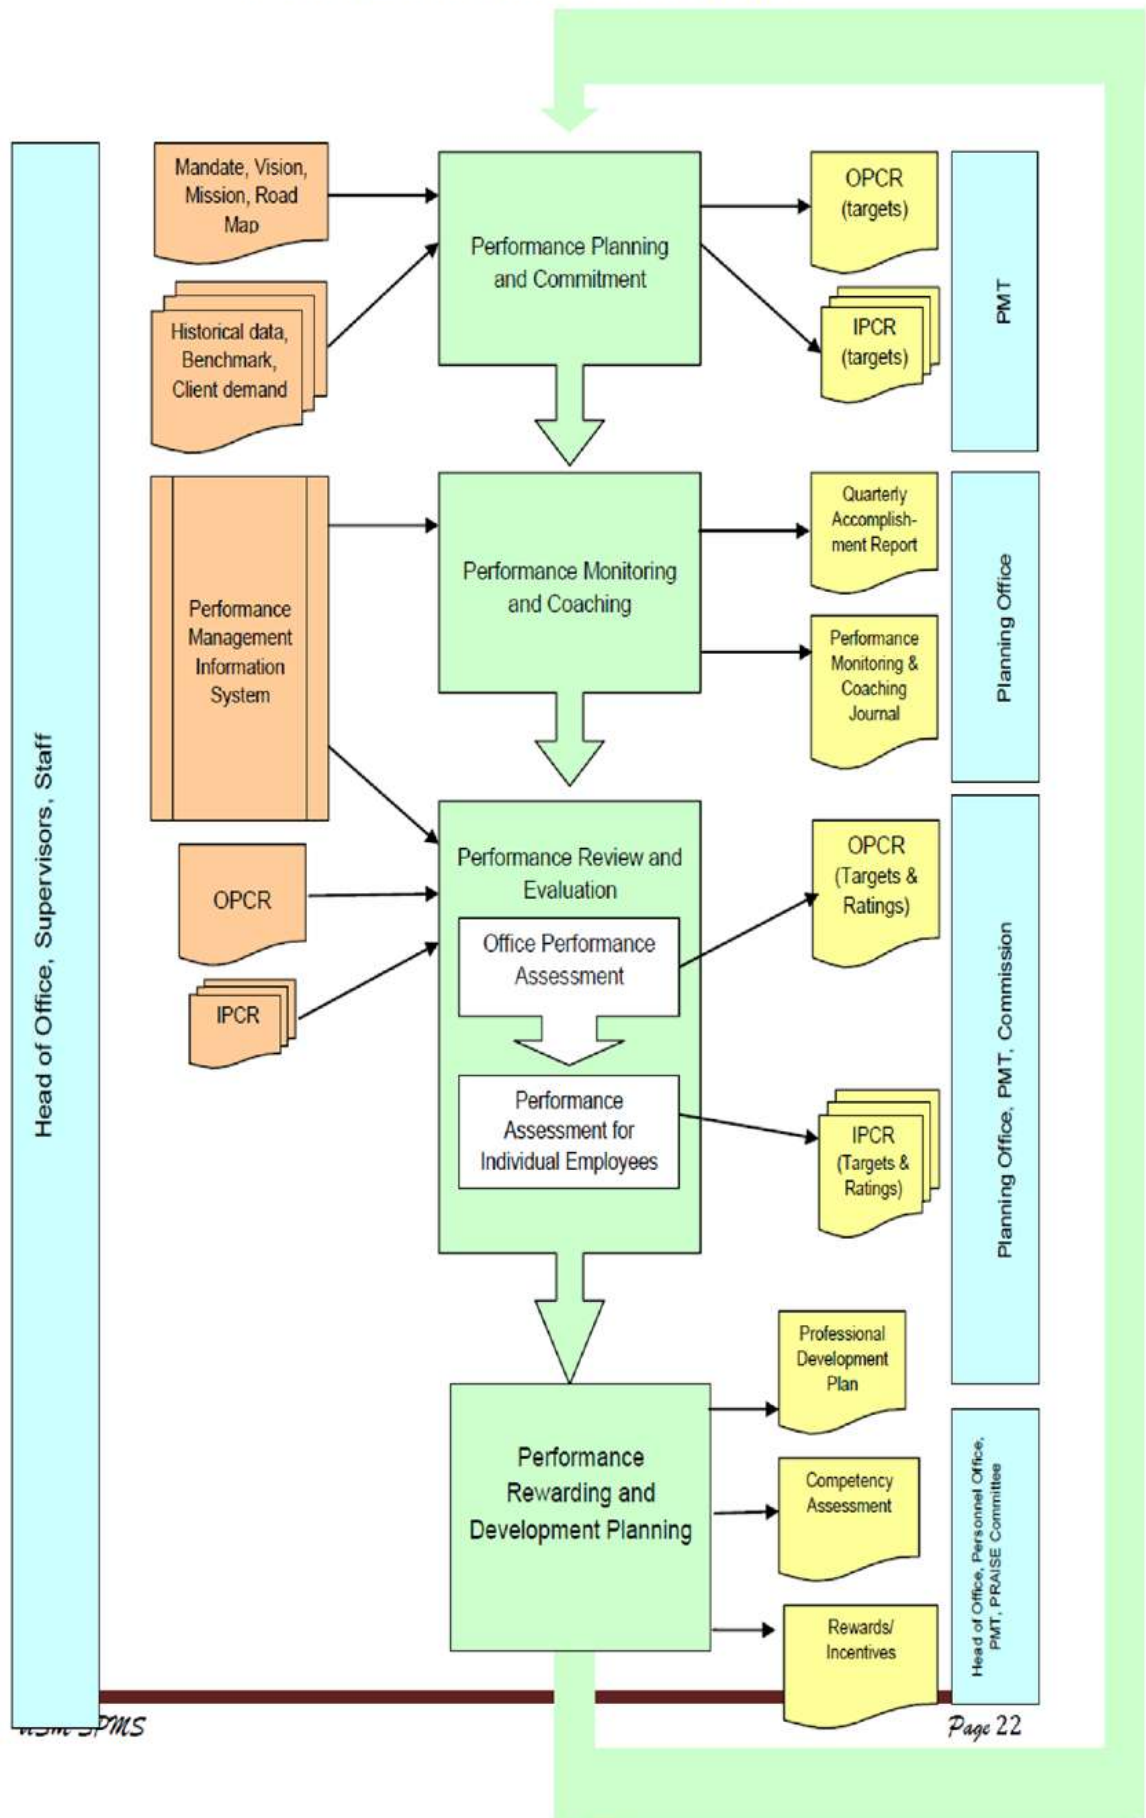 Mandate, Vision,
Mission, Road
Map
Performance Planning
and Commitment
OPCR
(targets)
PMT
Historical data,
Benchmark,
Client demand
IPCR
(targets)
Head of Office, Supervisors, Staff
Performance
Management
Information
System
Performance Monitoring
and Coaching
Quarterly
Accomplish-
ment Report
Performance
Monitoring &
Coaching
Journal
Planning Office
OPCR
IPCR
Performance Review and
Evaluation
Office Performance
Assessment
Performance
Assessment for
Individual Employees
OPCR
(Targets &
Ratings)
IPCR
(Targets &
Ratings)
Planning Office, PMT, Commission
Performance
Rewarding and
Development Planning
Professional
Development
Plan
Competency
Assessment
Rewards/
Incentives
Head of Office, Personnel Office,
PMT, PRAISE Committee
USM SPMS
Page 22